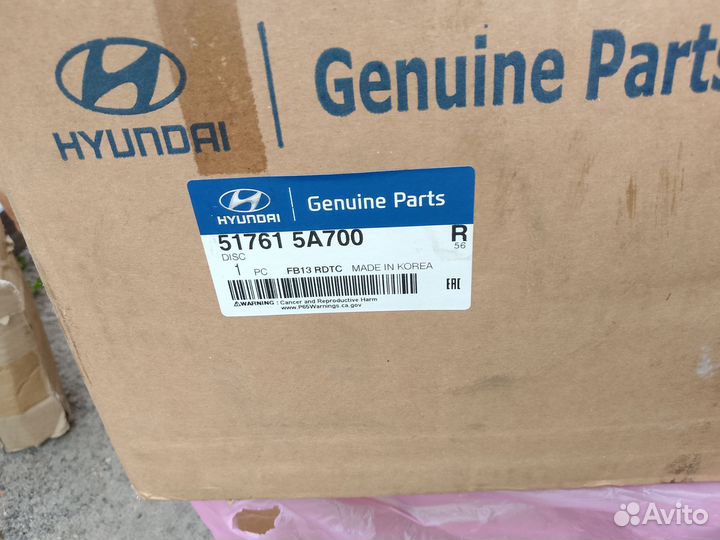 HYUNDAI
Genuine Parts
HYUNDAI
Genuine Parts
51761 5A700 R
DISC 56
1 PC FB13 RDTC MADE IN KOREA
EAC
WARNING : Cancer and Reproductive Harm
www.P65Warnings.ca.gov
Avito